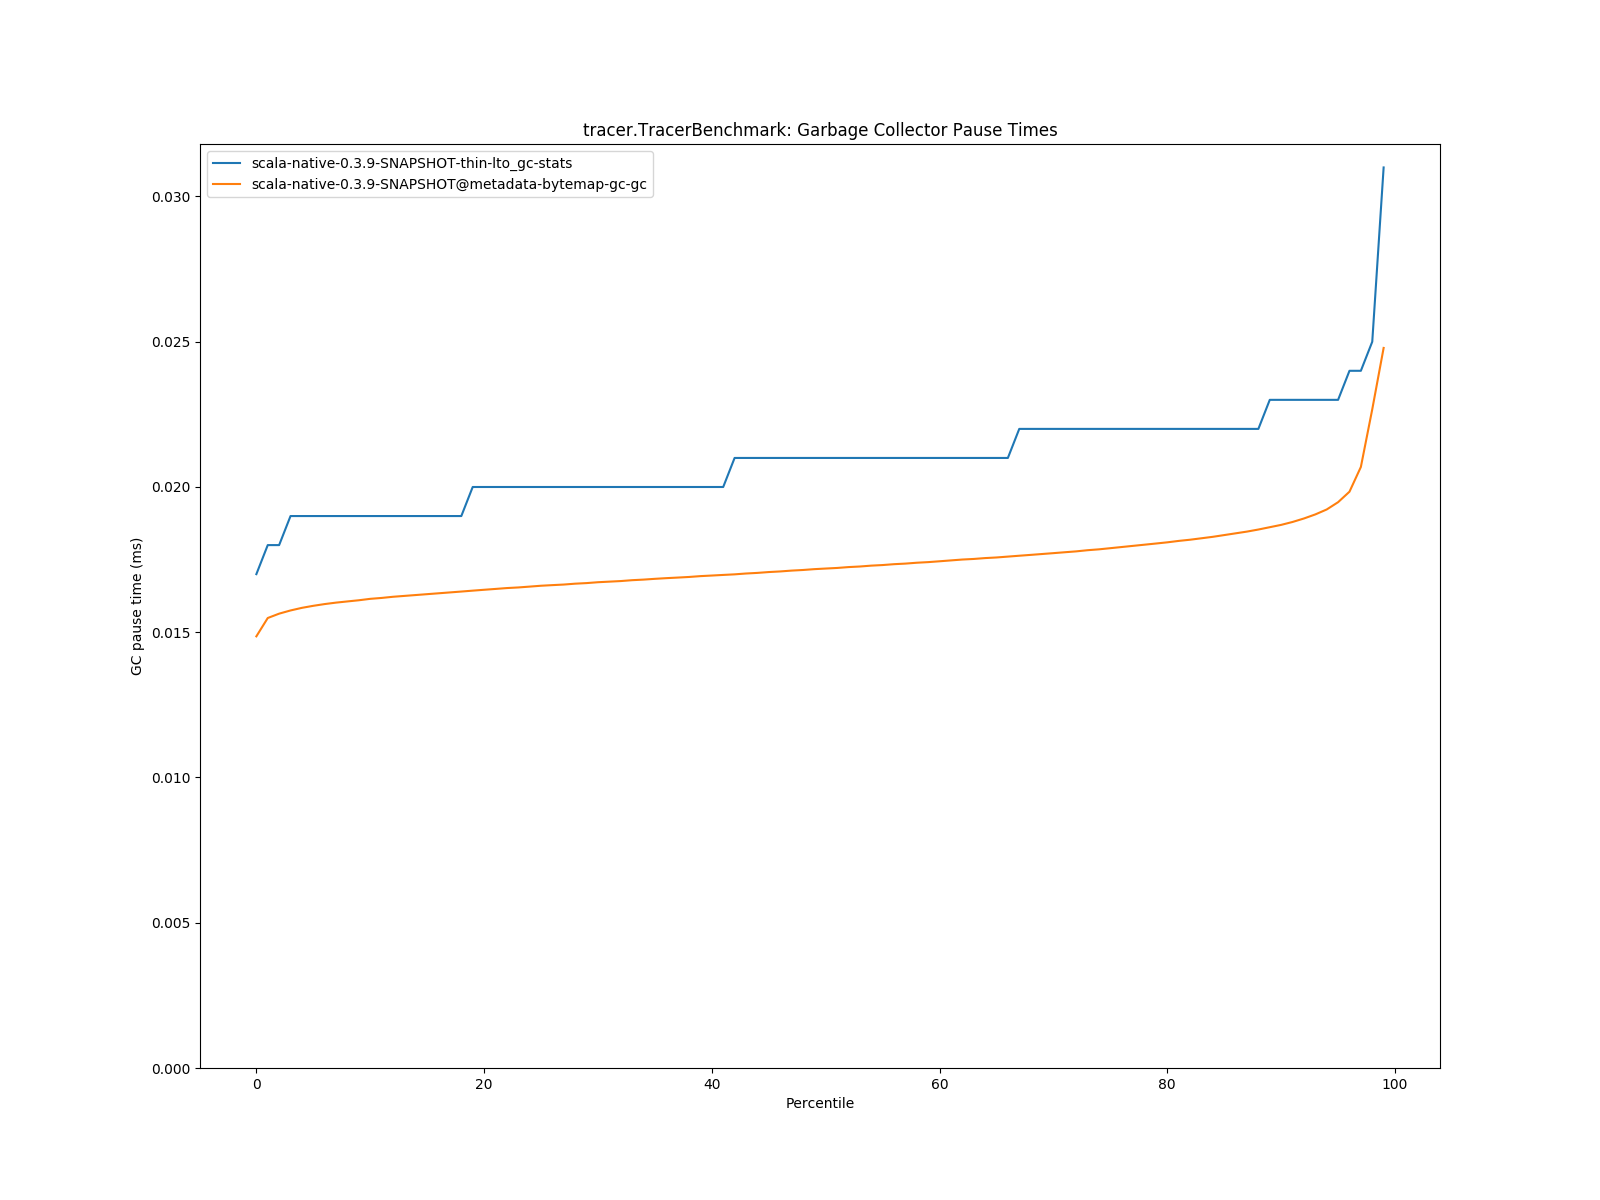 tracer.TracerBenchmark: Garbage Collector Pause Times
scala-native-0.3.9-SNAPSHOT-thin-lto_gc-stats
scala-native-0.3.9-SNAPSHOT@metadata-bytemap-gc-gc
0.030
0.025
0.020
0.015
0.010
0.005
0.000
GC pause time (ms)
0 20 40 60 80 100
Percentile